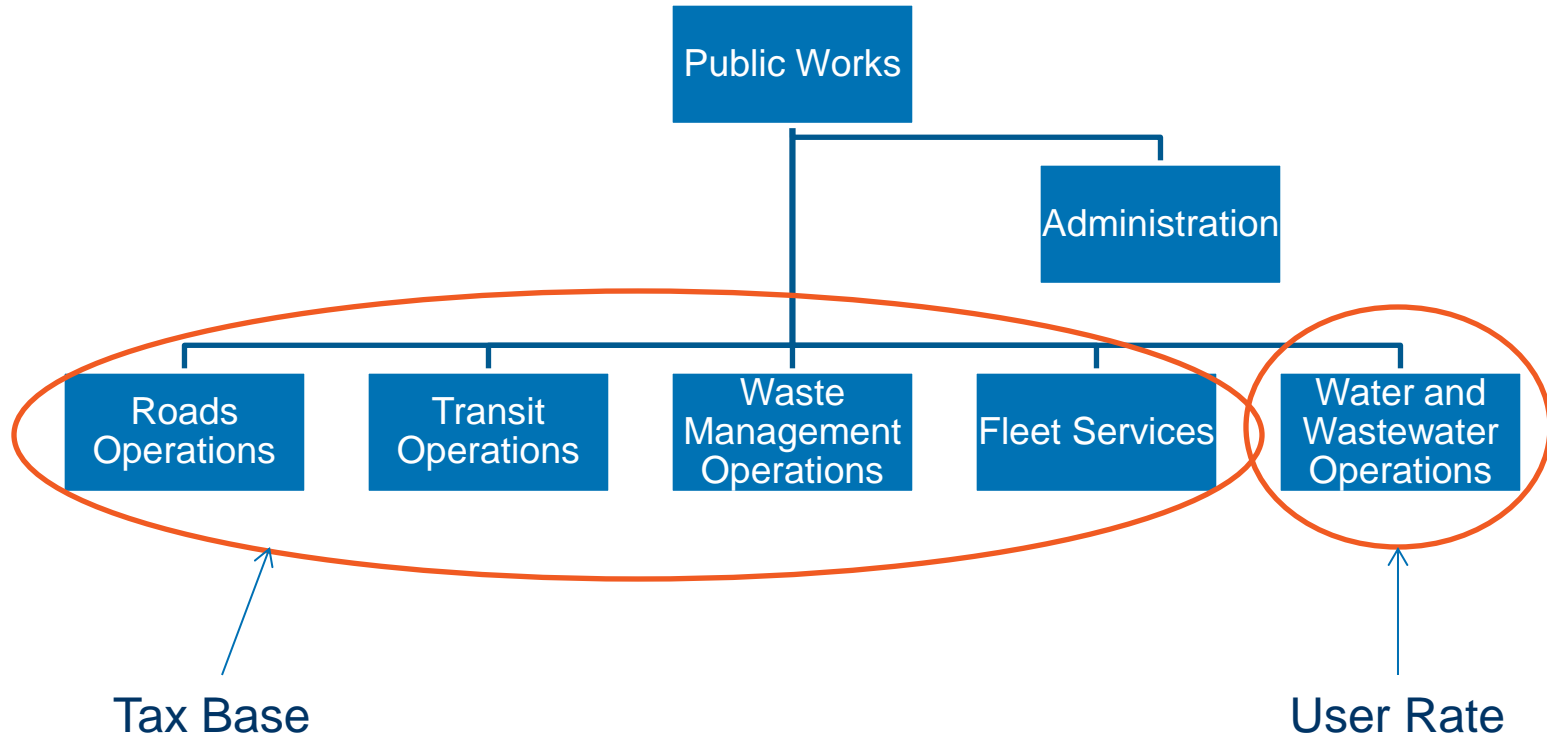 Public Works
Administration
Roads
Operations
Transit
Operations
Waste
Management
Operations
Fleet Services
Water and
Wastewater
Operations
Tax Base
User Rate